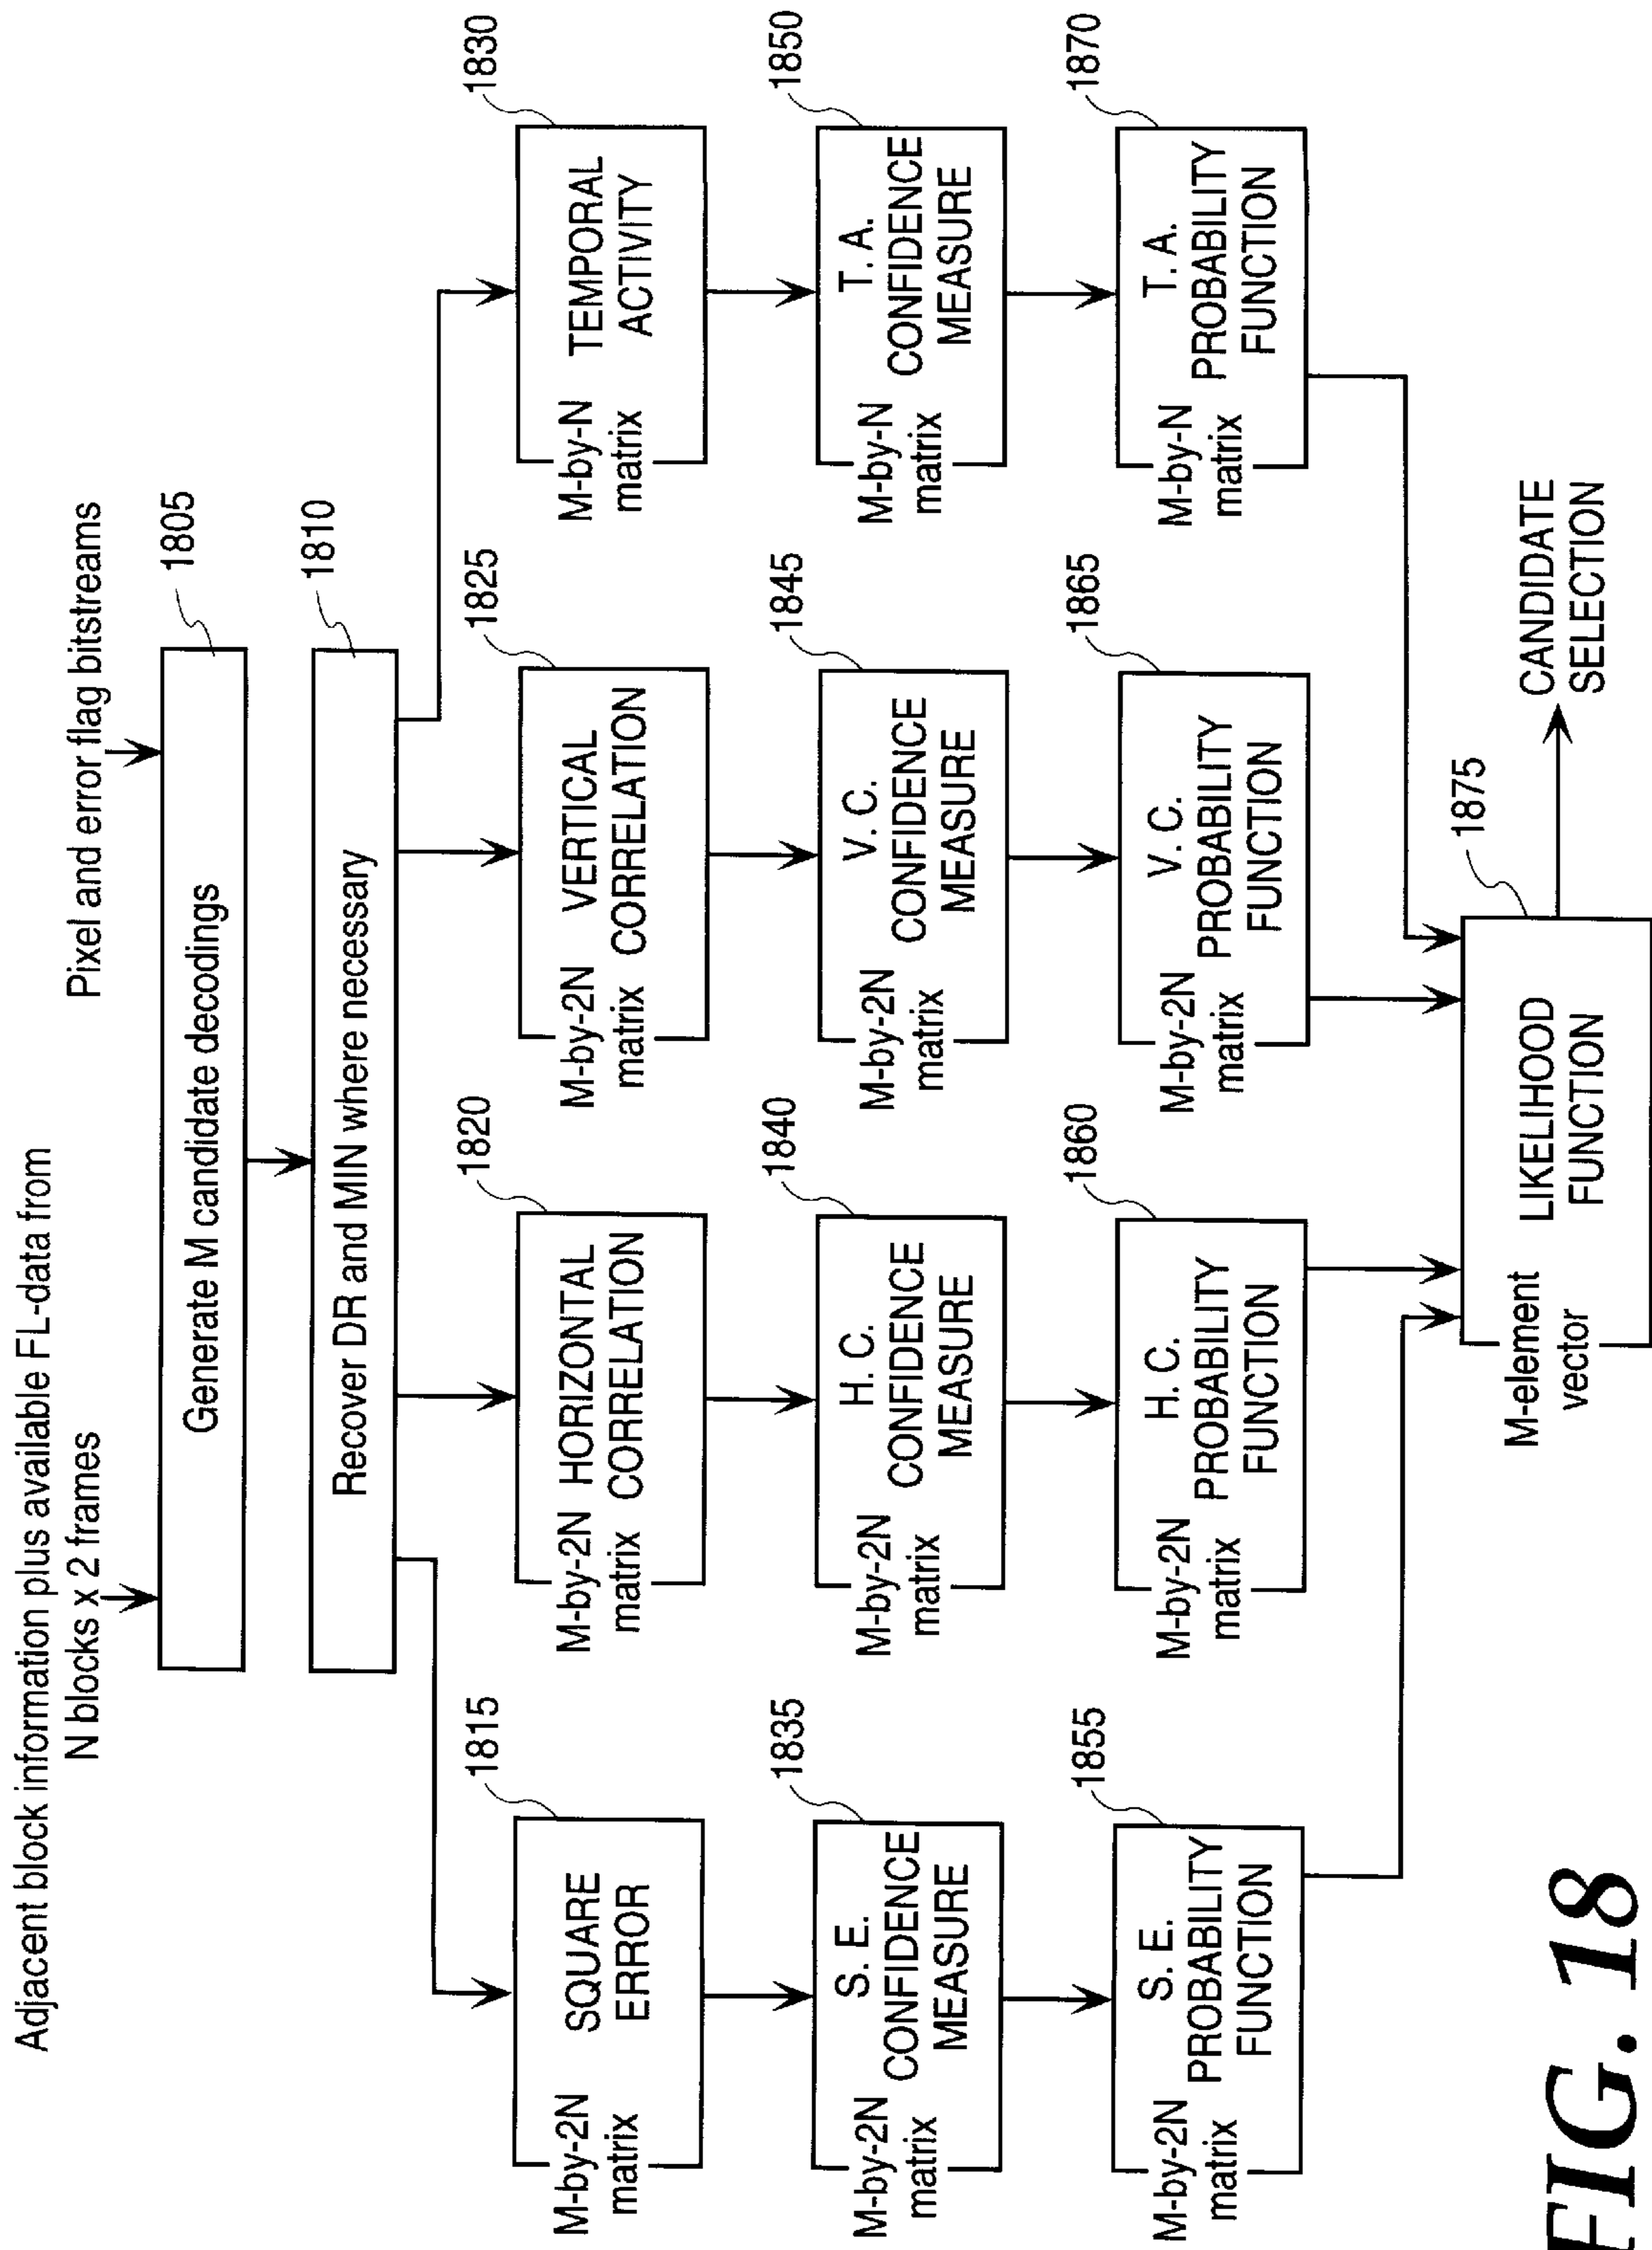 Adjacent block information plus available FL-data from
N blocks x 2 frames
Pixel and error flag bitstreams
Generate M candidate decodings
1805
Recover DR and MIN where necessary
1810
M-by-2N
matrix
SQUARE
ERROR
1815
M-by-2N
matrix
HORIZONTAL
CORRELATION
1820
M-by-2N
matrix
VERTICAL
CORRELATION
1825
M-by-N
matrix
TEMPORAL
ACTIVITY
1830
M-by-2N
matrix
S. E.
CONFIDENCE
MEASURE
1835
M-by-2N
matrix
H. C.
CONFIDENCE
MEASURE
1840
M-by-2N
matrix
V. C.
CONFIDENCE
MEASURE
1845
M-by-N
matrix
T. A.
CONFIDENCE
MEASURE
1850
M-by-2N
matrix
S. E.
PROBABILITY
FUNCTION
1855
M-by-2N
matrix
H. C.
PROBABILITY
FUNCTION
1860
M-by-2N
matrix
V. C.
PROBABILITY
FUNCTION
1865
M-by-N
matrix
T. A.
PROBABILITY
FUNCTION
1870
M-element
vector
LIKELIHOOD
FUNCTION
1875
CANDIDATE
SELECTION
FIG. 18